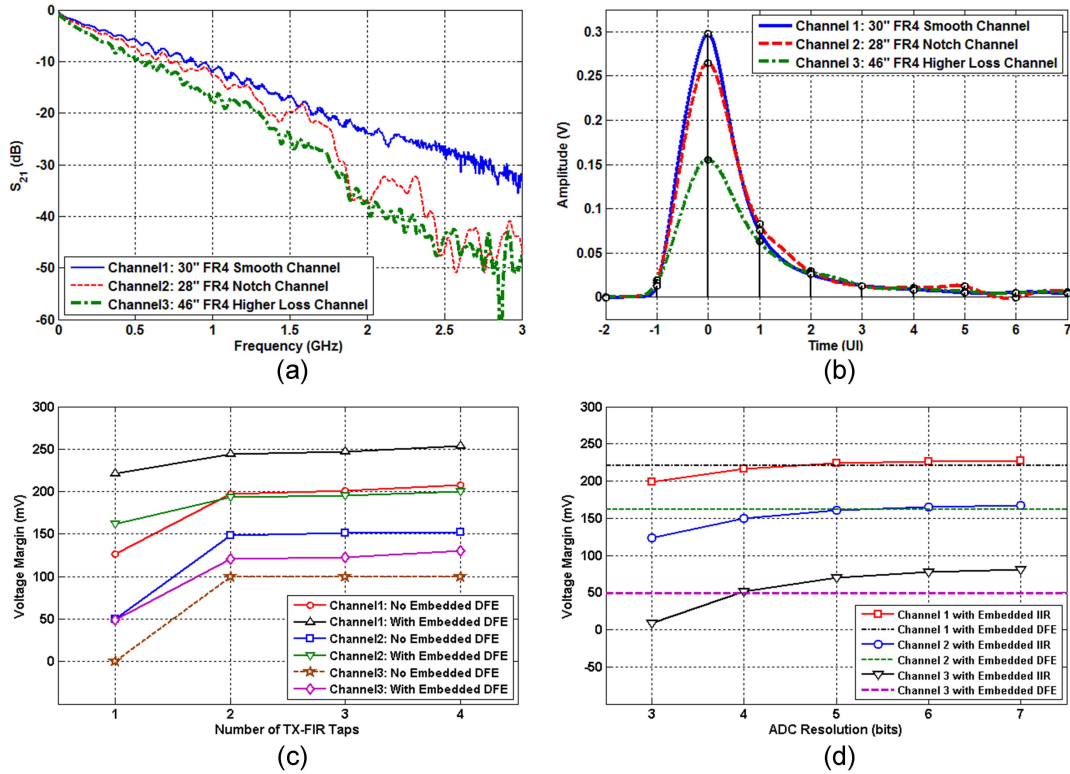 0
-10
-20
-30
-40
-50
-60
S21 (dB)
0
0.5
1
1.5
2
2.5
3
Frequency (GHz)
Channel1: 30" FR4 Smooth Channel
Channel2: 28" FR4 Notch Channel
Channel3: 46" FR4 Higher Loss Channel
(a)
0.3
0.25
0.2
0.15
0.1
0.05
0
Amplitude (V)
-2
-1
0
1
2
3
4
5
6
7
Time (UI)
Channel 1: 30" FR4 Smooth Channel
Channel 2: 28" FR4 Notch Channel
Channel 3: 46" FR4 Higher Loss Channel
(b)
300
250
200
150
100
50
0
Voltage Margin (mV)
1
2
3
4
Number of TX-FIR Taps
Channel1: No Embedded DFE
Channel1: With Embedded DFE
Channel2: No Embedded DFE
Channel2: With Embedded DFE
Channel3: No Embedded DFE
Channel3: With Embedded DFE
(c)
300
250
200
150
100
50
0
-50
Voltage Margin (mV)
3
4
5
6
7
ADC Resolution (bits)
Channel 1 with Embedded IIR
Channel 1 with Embedded DFE
Channel 2 with Embedded IIR
Channel 2 with Embedded DFE
Channel 3 with Embedded IIR
Channel 3 with Embedded DFE
(d)